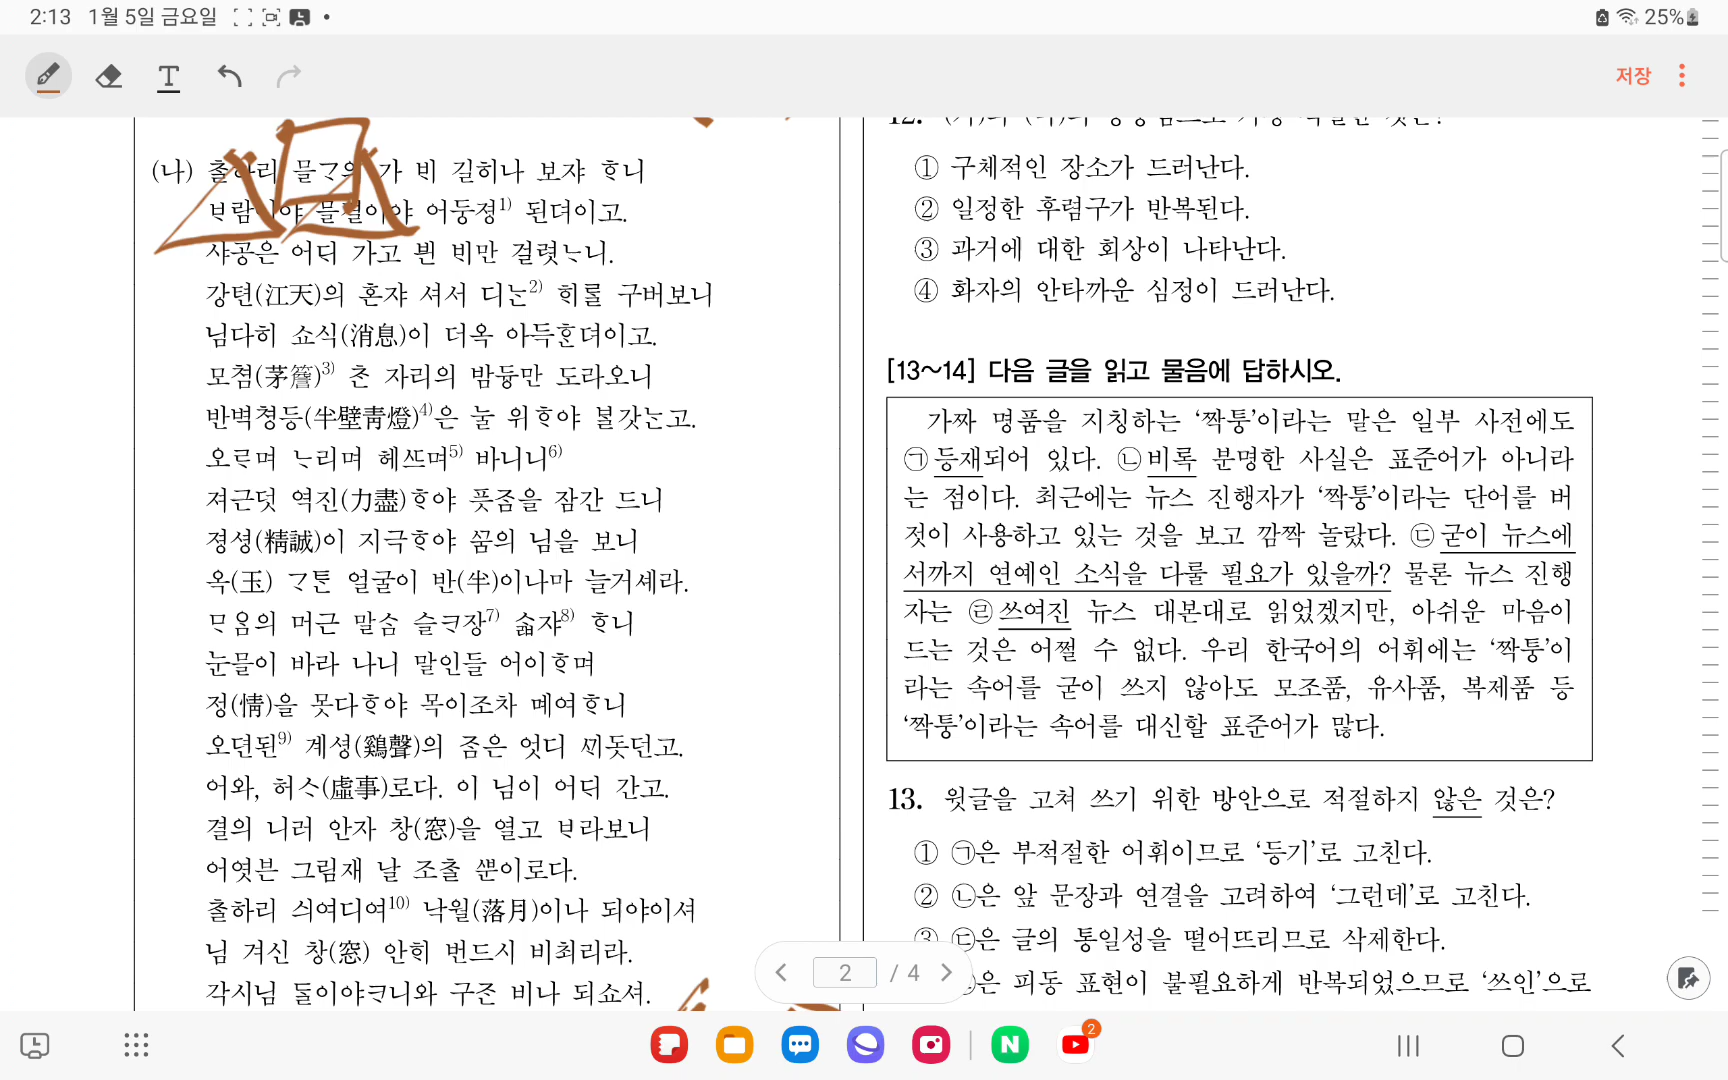 2:13 1월 5일 금요일
25%
저장
(나) 출하리 믈ᄀᆞ의 가 ᄇᆡ 길히나 보쟈 ᄒᆞ니
ᄇᆞ람이야 믈결이야 어둥졍1) 된뎌이고.
샤공은 어ᄃᆡ 가고 븬 ᄇᆡ만 걸렷ᄂᆞ니.
강텬(江天)의 혼쟈 셔셔 디ᄂᆞᆫ2) ᄒᆡᄅᆞᆯ 구버보니
님다히 쇼식(消息)이 더옥 아득ᄒᆞᆫ뎌이고.
모쳠(茅簷)3) ᄎᆞᆫ 자리의 밤듕만 도라오니
반벽쳥등(半壁靑燈)4)은 눌 위ᄒᆞ야 ᄇᆞᆯ갓ᄂᆞᆫ고.
오ᄅᆞ며 ᄂᆞ리며 헤ᄯᅳ며5) 바니니6)
져근덧 역진(力盡)ᄒᆞ야 픗ᄌᆞᆷ을 잠간 드니
졍셩(精誠)이 지극ᄒᆞ야 ᄭᅮᆷ의 님을 보니
옥(玉) ᄀᆞᄐᆞᆫ 얼굴이 반(半)이나마 늘거셰라.
ᄆᆞᄋᆞᆷ의 머근 말ᄉᆞᆷ 슬ᄏᆞ장7) ᄉᆞᆲ쟈8) ᄒᆞ니
눈믈이 바라 나니 말인들 어이ᄒᆞ며
정(情)을 못다ᄒᆞ야 목이조차 몌여ᄒᆞ니
오뎐된9) 계셩(鷄聲)의 ᄌᆞᆷ은 엇디 ᄭᆡ돗던고.
어와, 허ᄉᆞ(虛事)로다. 이 님이 어ᄃᆡ 간고.
결의 니러 안자 창(窓)을 열고 ᄇᆞ라보니
어엿븐 그림재 날 조ᄎᆞᆯ ᄲᅮᆫ이로다.
ᄎᆞᆯ하리 싀여디여10) 낙월(落月)이나 되야이셔
님 겨신 창(窓) 안ᄒᆡ 번드시 비최리라.
각시님 ᄃᆞᆯ이야ᄏᆞ니와 구ᄌᆞᆫ 비나 되쇼셔.
① 구체적인 장소가 드러난다.
② 일정한 후렴구가 반복된다.
③ 과거에 대한 회상이 나타난다.
④ 화자의 안타까운 심정이 드러난다.
[13~14] 다음 글을 읽고 물음에 답하시오.
가짜 명품을 지칭하는 ‘짝퉁’이라는 말은 일부 사전에도
㉠등재되어 있다. ㉡비록 분명한 사실은 표준어가 아니라
는 점이다. 최근에는 뉴스 진행자가 ‘짝퉁’이라는 단어를 버
젓이 사용하고 있는 것을 보고 깜짝 놀랐다. ㉢굳이 뉴스에
서까지 연예인 소식을 다룰 필요가 있을까? 물론 뉴스 진행
자는 ㉣쓰여진 뉴스 대본대로 읽었겠지만, 아쉬운 마음이
드는 것은 어쩔 수 없다. 우리 한국어의 어휘에는 ‘짝퉁’이
라는 속어를 굳이 쓰지 않아도 모조품, 유사품, 복제품 등
‘짝퉁’이라는 속어를 대신할 표준어가 많다.
13. 윗글을 고쳐 쓰기 위한 방안으로 적절하지 않은 것은?
① ㉠은 부적절한 어휘이므로 ‘등기’로 고친다.
② ㉡은 앞 문장과 연결을 고려하여 ‘그런데’로 고친다.
③ ㉢은 글의 통일성을 떨어뜨리므로 삭제한다.
은 피동 표현이 불필요하게 반복되었으므로 ‘쓰인’으로
2 / 4
N
2